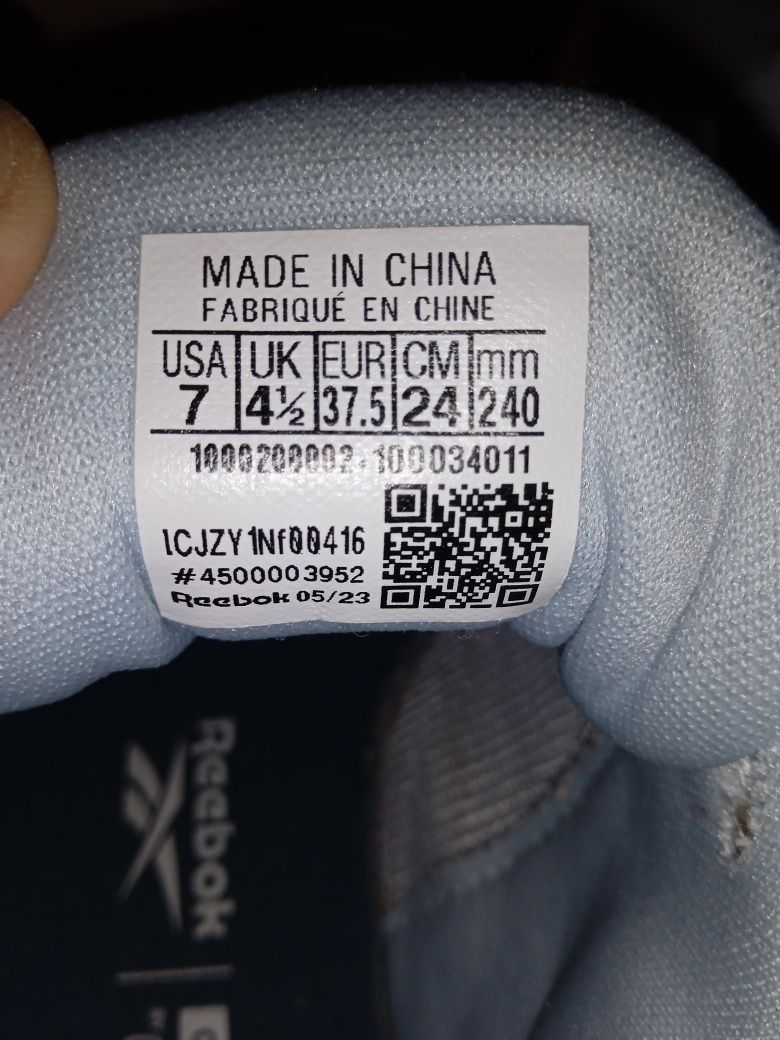 MADE IN CHINA
FABRIQUÉ EN CHINE
USA UK EUR CM mm
7 4½ 37.5 24 240
1000200002-100034011
ICJZY1Nf00416
#4500003952
Reebok 05/23
Reebok